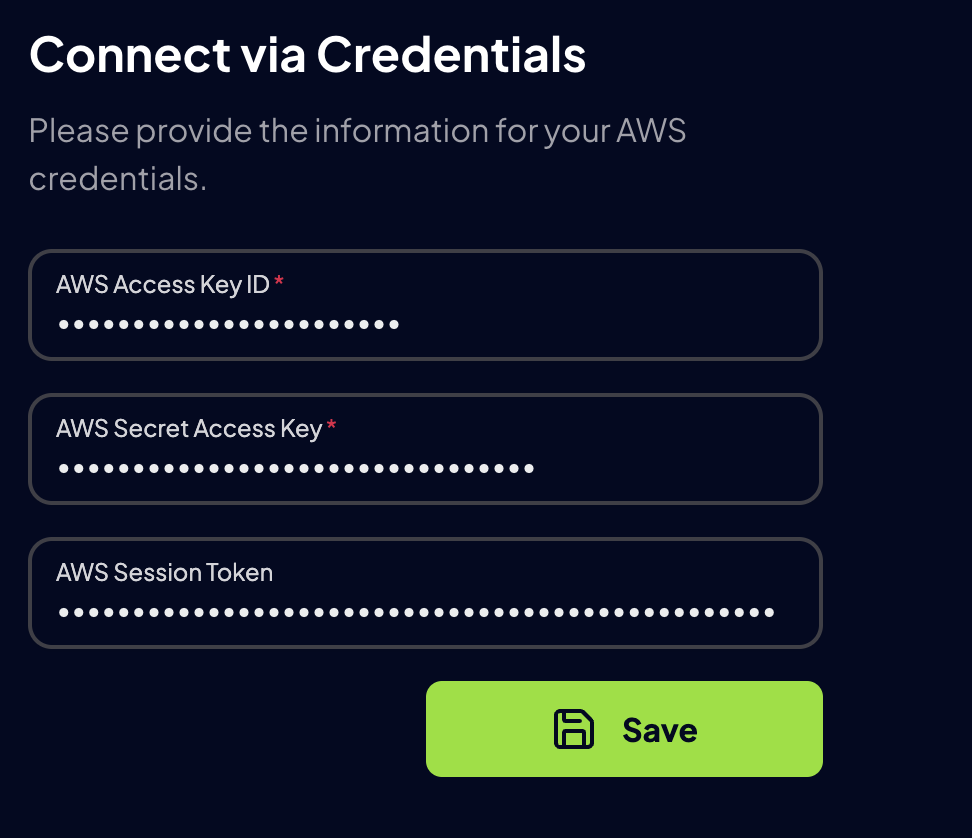 Connect via Credentials
Please provide the information for your AWS
credentials.
AWS Access Key ID *
•••••••••••••••••••••••
AWS Secret Access Key *
••••••••••••••••••••••••••••••••
AWS Session Token
••••••••••••••••••••••••••••••••••••••••••••••••
Save